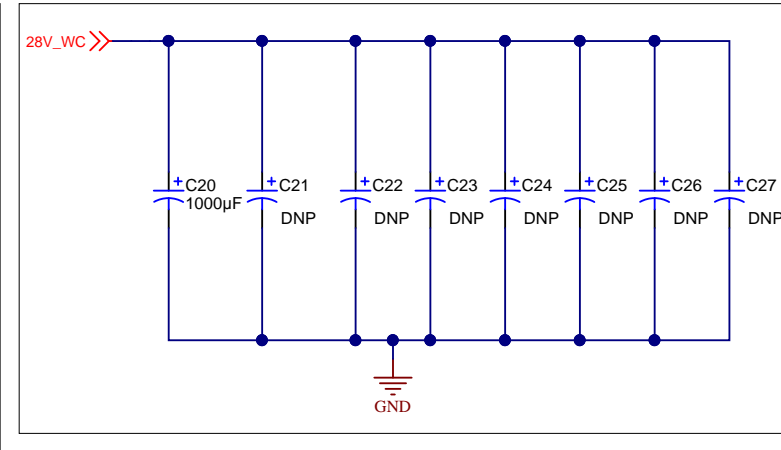 28V_WC
+ C20
1000µF
+ C21
DNP
+ C22
DNP
+ C23
DNP
+ C24
DNP
+ C25
DNP
+ C26
DNP
+ C27
DNP
GND